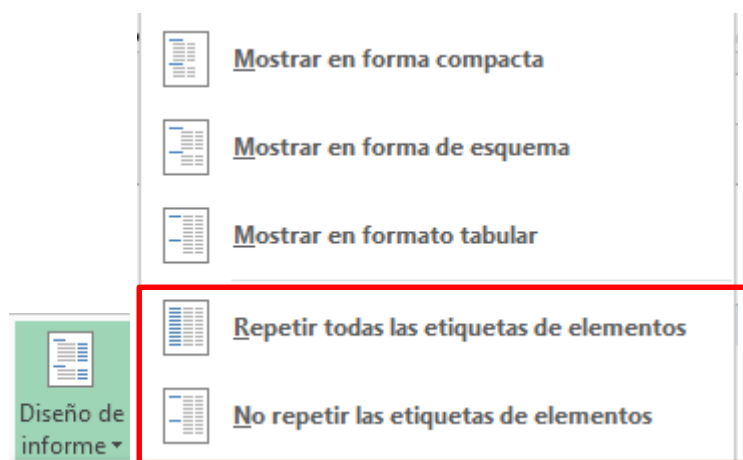 Mostrar en forma compacta
Mostrar en forma de esquema
Mostrar en formato tabular
Repetir todas las etiquetas de elementos
No repetir las etiquetas de elementos
Diseño de
informe